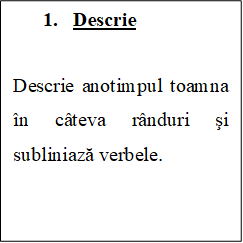 1. Descrie
Descrie anotimpul toamna
în câteva rânduri şi
subliniază verbele.